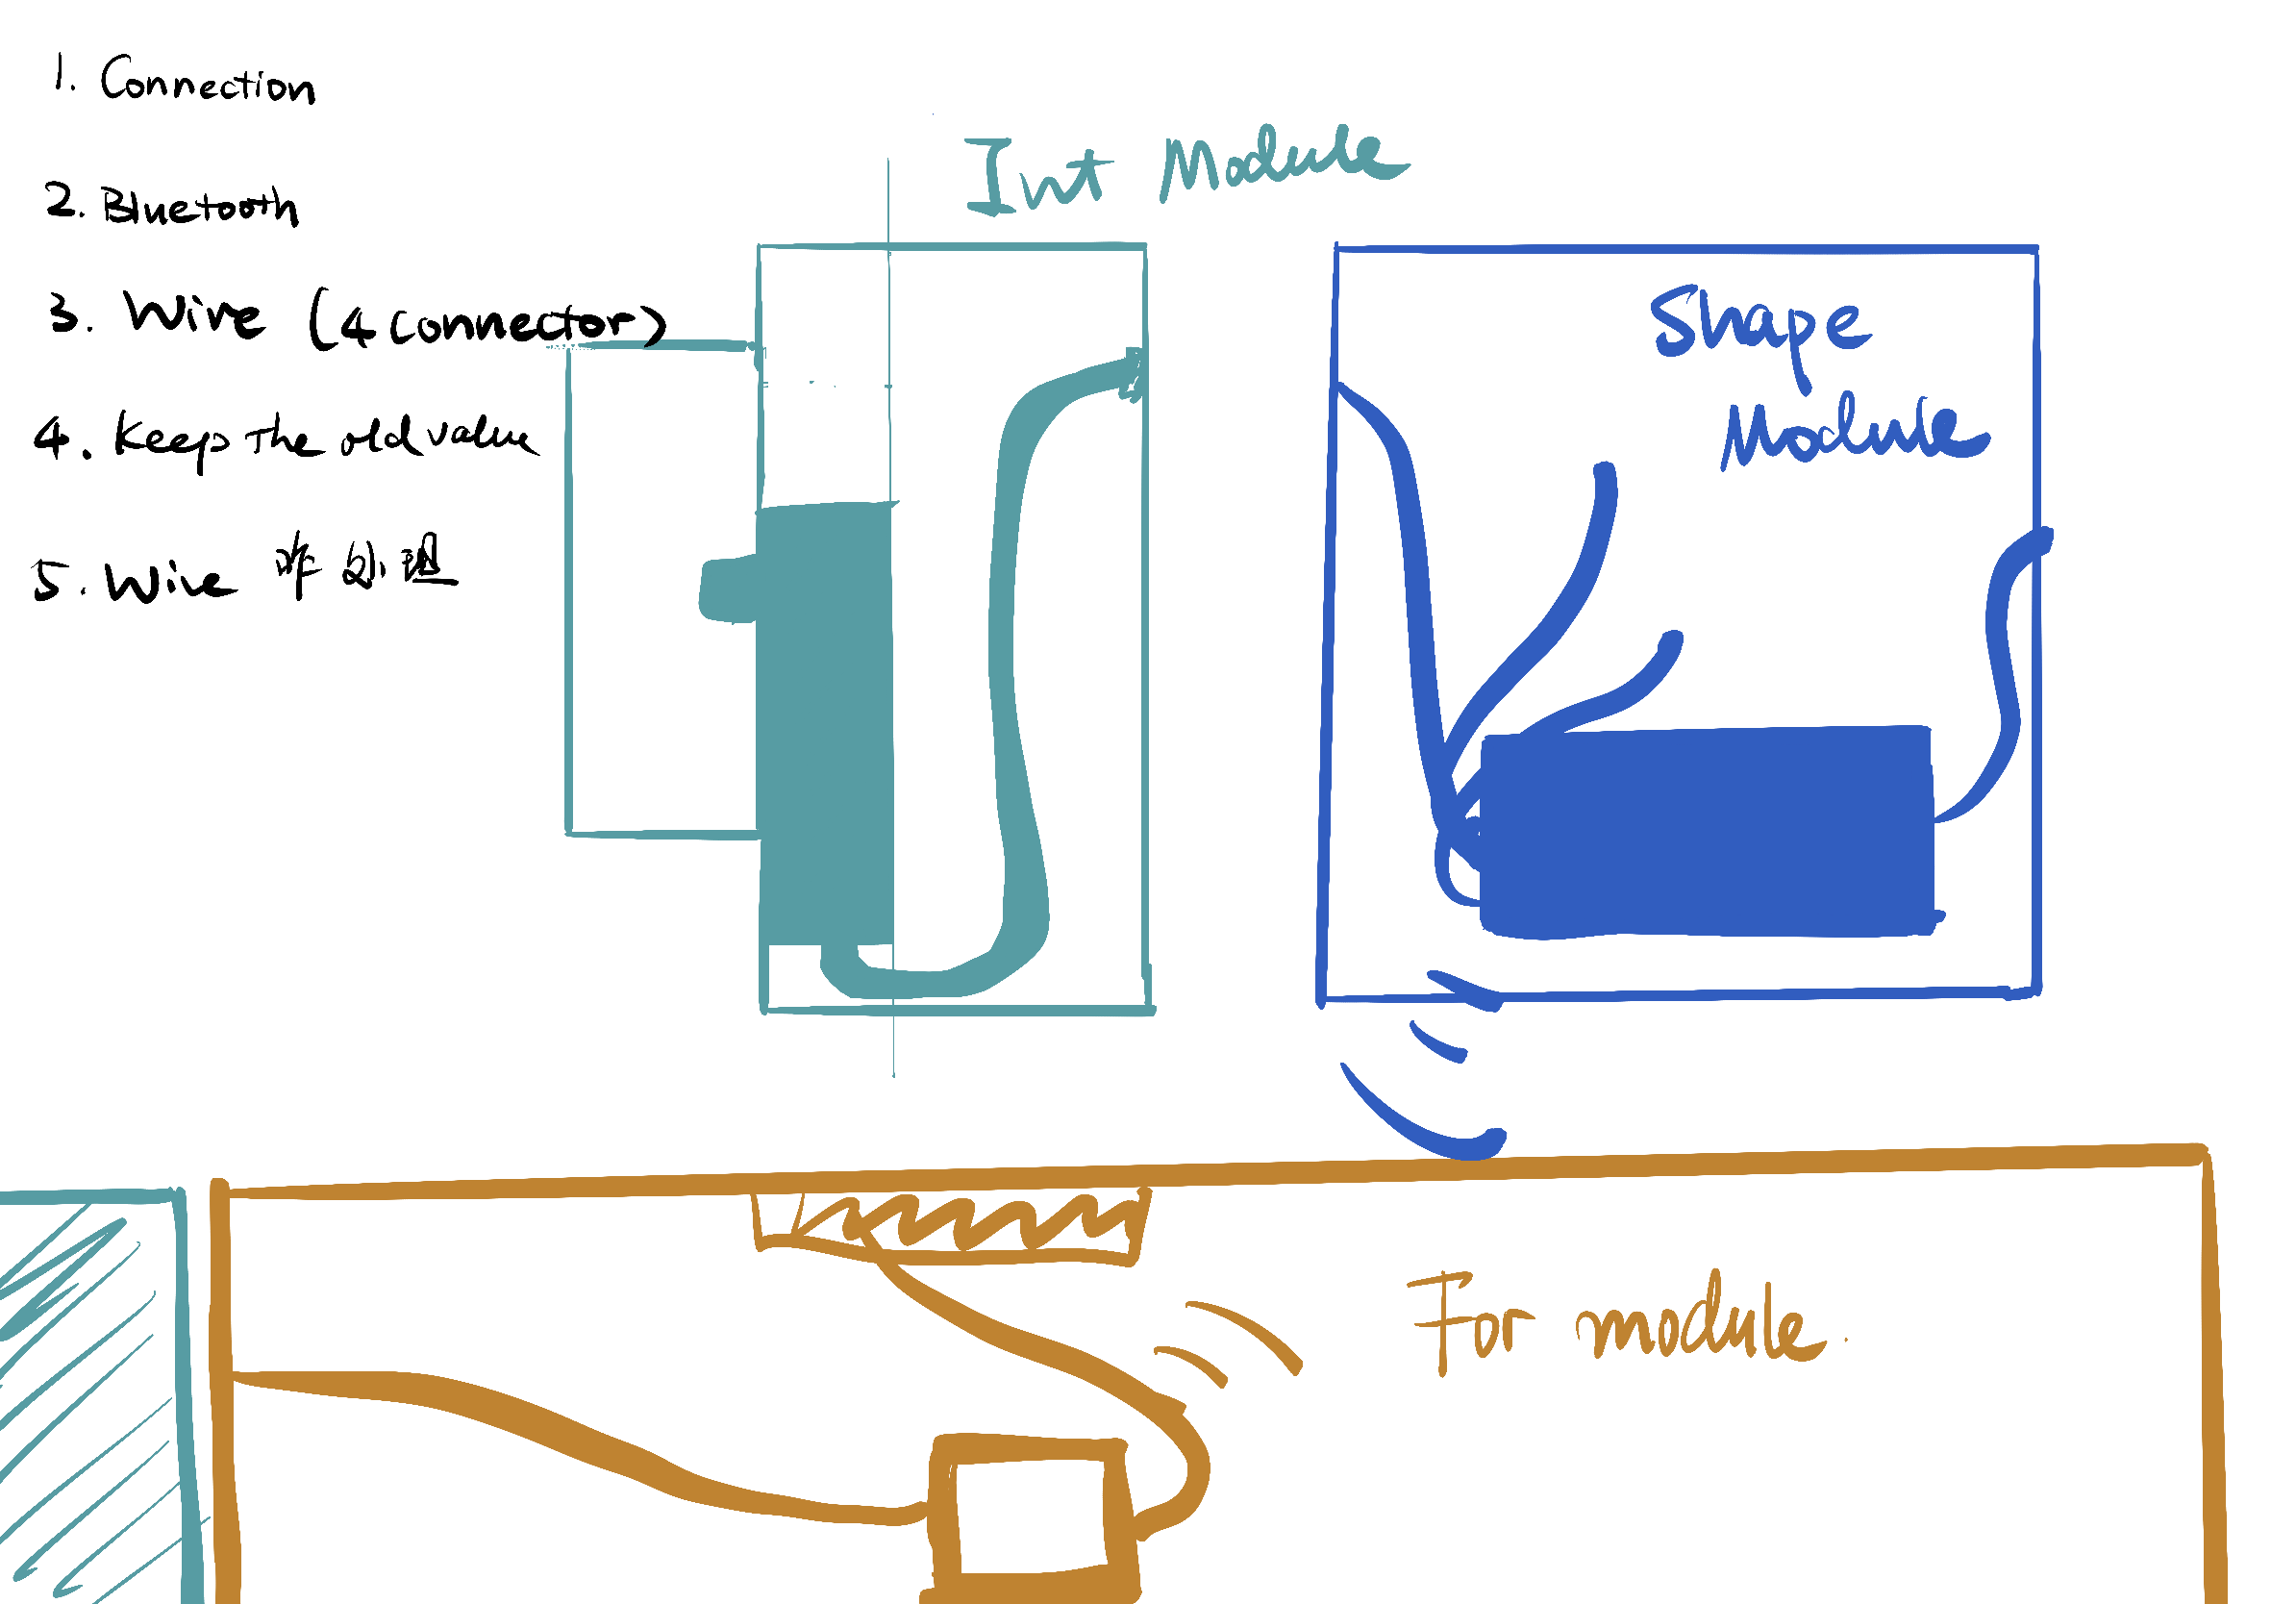 1. Connection
2. Bluetooth
3. Wire (4 connector)
4. Keep the old value
5. Wire 咋处理
Int Module
Shape
Module
For module.